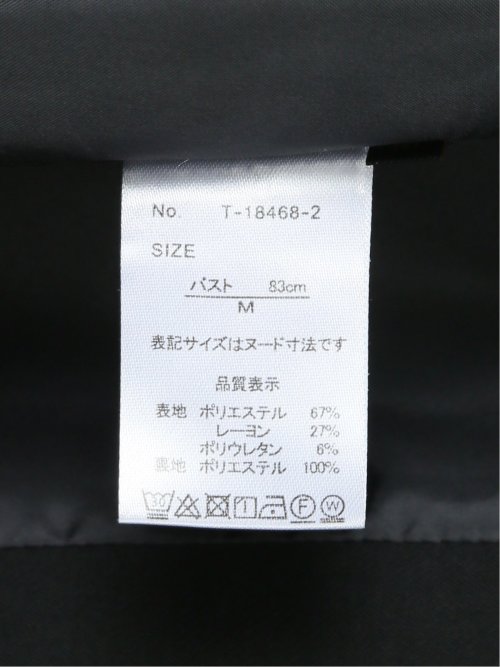 No. T-18468-2
SIZE
バスト 83cm
M
表記サイズはヌード寸法です
品質表示
表地 ポリエステル 67%
レーヨン 27%
ポリウレタン 6%
裏地 ポリエステル 100%
F W